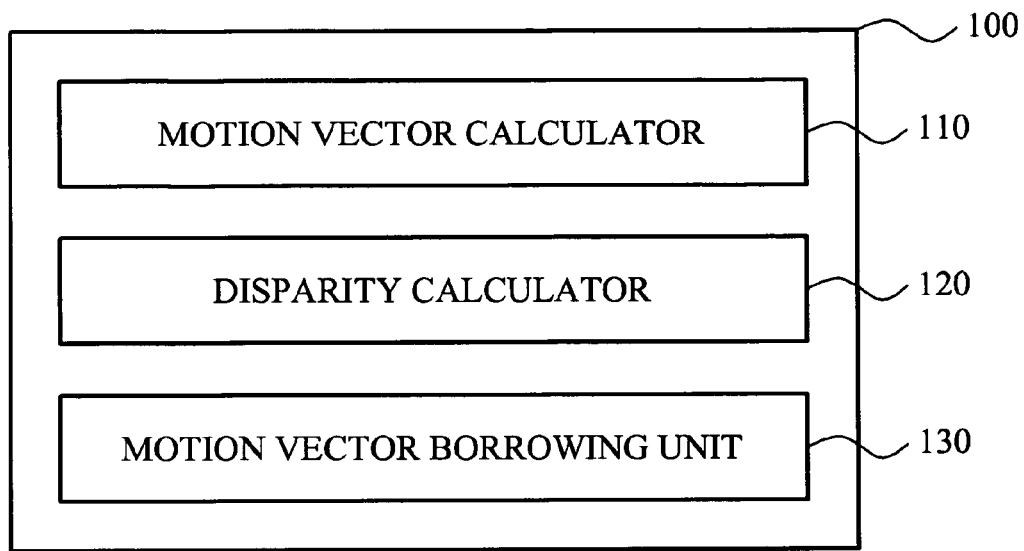 100
MOTION VECTOR CALCULATOR
110
DISPARITY CALCULATOR
120
MOTION VECTOR BORROWING UNIT
130